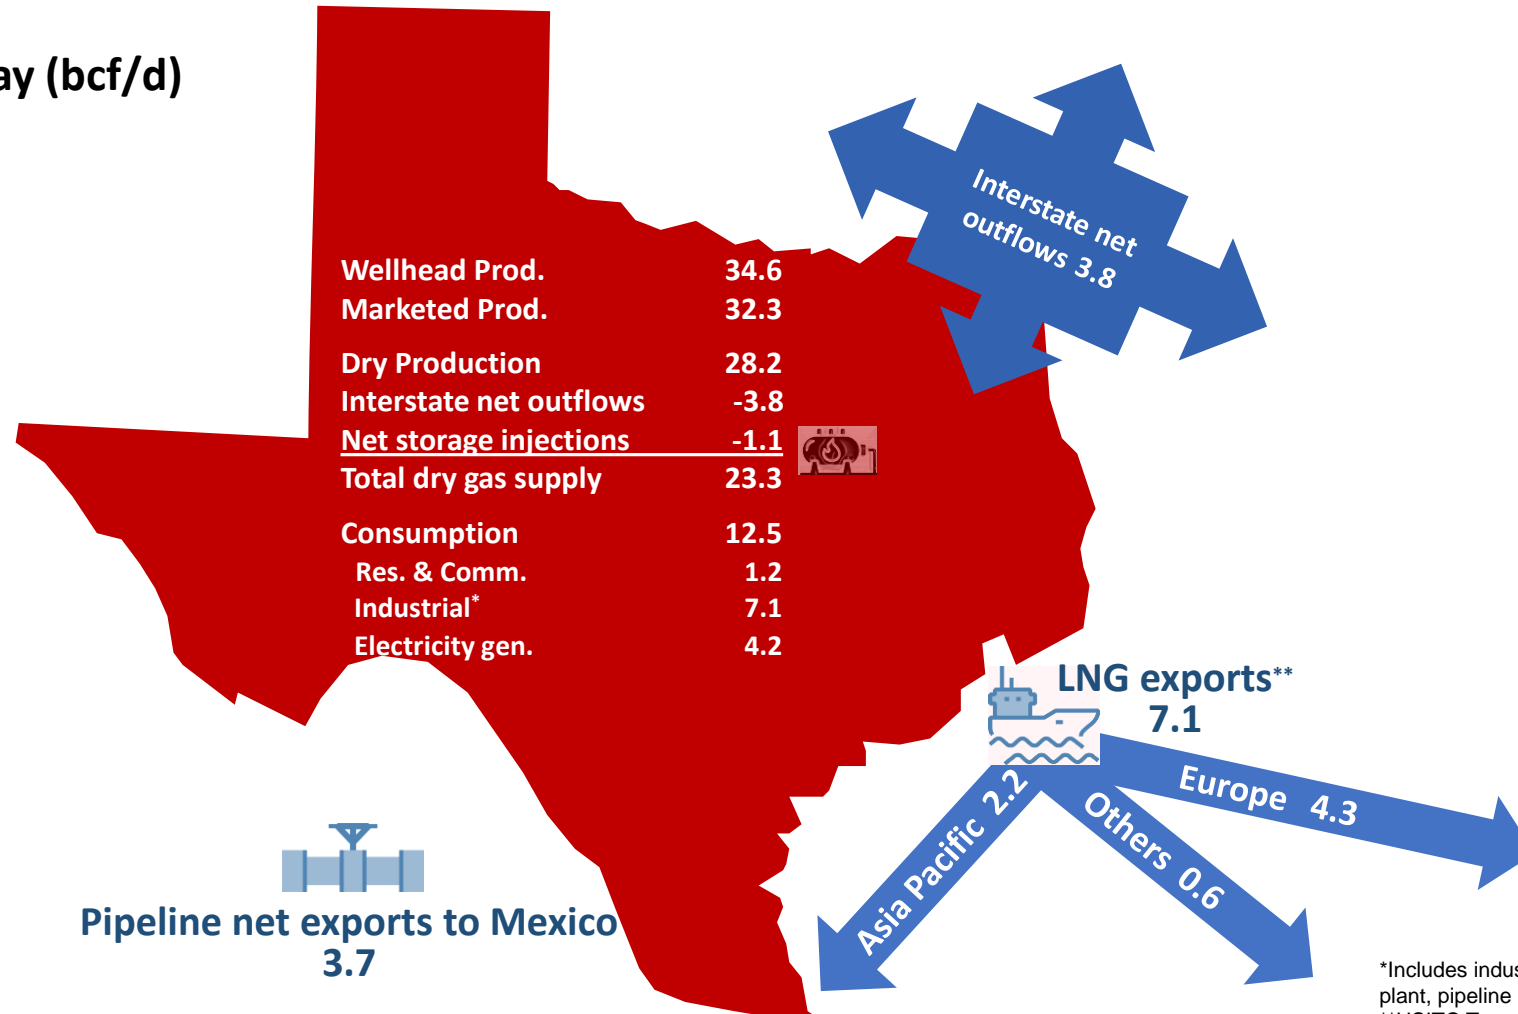 ay (bcf/d)
Interstate net
outflows 3.8
Wellhead Prod. 34.6
Marketed Prod. 32.3
Dry Production 28.2
Interstate net outflows -3.8
Net storage injections -1.1
Total dry gas supply 23.3
Consumption 12.5
Res. & Comm. 1.2
Industrial* 7.1
Electricity gen. 4.2
LNG exports**
7.1
Europe 4.3
Others 0.6
Asia Pacific 2.2
Pipeline net exports to Mexico
3.7
*Includes indus
plant, pipeline